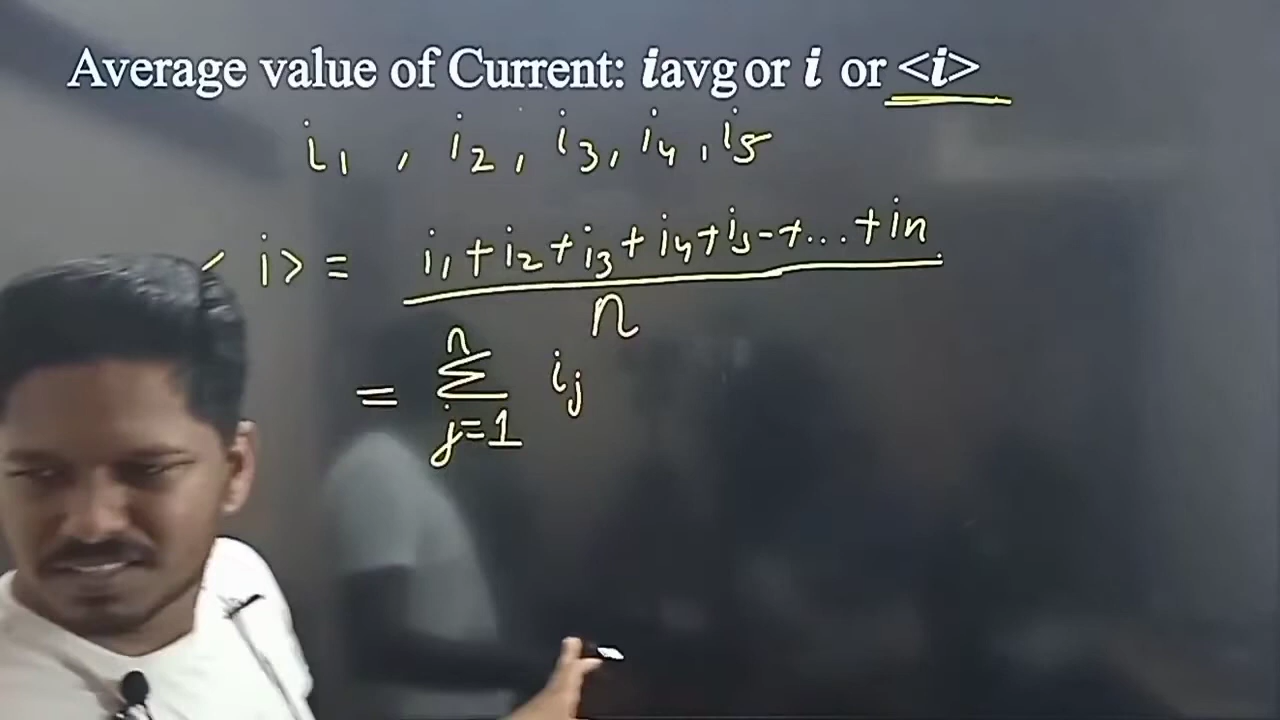 Average value of Current: iavg or i or <i>
i1 , i2, i3, i4, i5
< i> = i1+i2+i3+i4+i5-+...+in
n
= n Σ j=1 ij